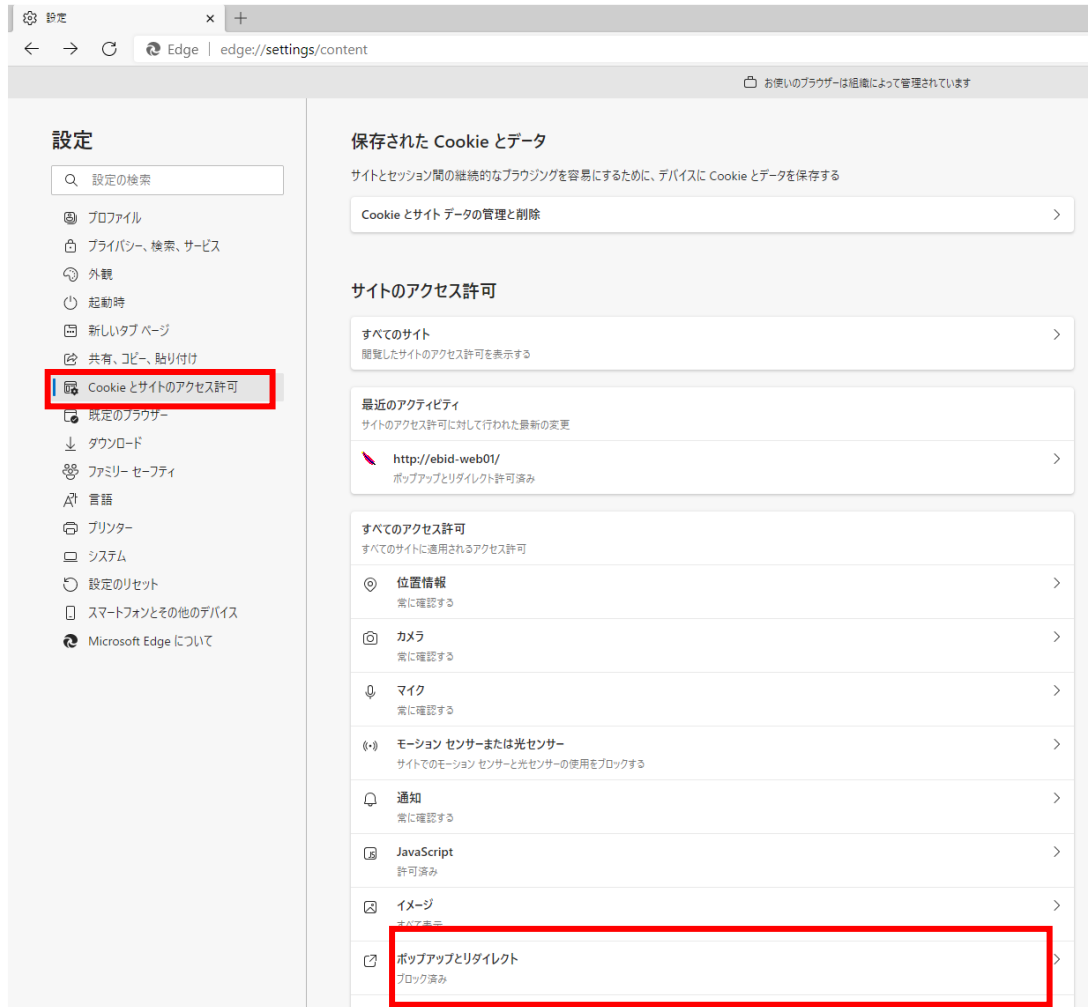 設定
Edge | edge://settings/content
お使いのブラウザーは組織によって管理されています
設定
設定の検索
プロファイル
プライバシー、検索、サービス
外観
起動時
新しいタブ ページ
共有、コピー、貼り付け
Cookie とサイトのアクセス許可
既定のブラウザー
ダウンロード
ファミリー セーフティ
言語
プリンター
システム
設定のリセット
スマートフォンとその他のデバイス
Microsoft Edge について
保存された Cookie とデータ
サイトとセッション間の継続的なブラウジングを容易にするために、デバイスに Cookie とデータを保存する
Cookie とサイト データの管理と削除
サイトのアクセス許可
すべてのサイト
閲覧したサイトのアクセス許可を表示する
最近のアクティビティ
サイトのアクセス許可に対して行われた最新の変更
http://ebid-web01/
ポップアップとリダイレクト許可済み
すべてのアクセス許可
すべてのサイトに適用されるアクセス許可
位置情報
常に確認する
カメラ
常に確認する
マイク
常に確認する
モーション センサーまたは光センサー
サイトでのモーション センサーと光センサーの使用をブロックする
通知
常に確認する
JavaScript
許可済み
イメージ
すべて表示
ポップアップとリダイレクト
ブロック済み